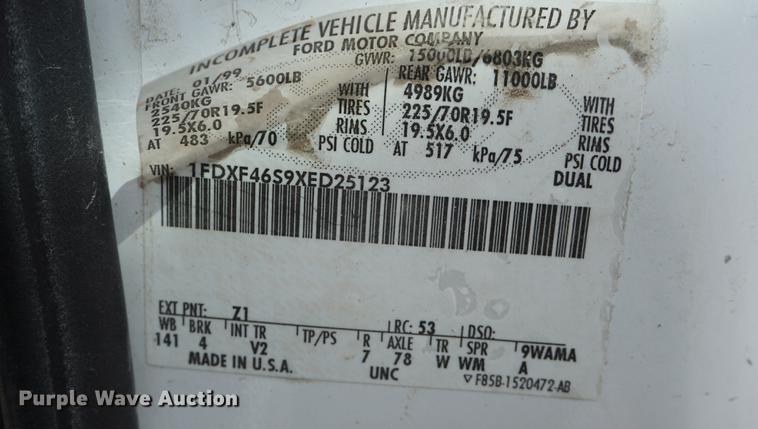 INCOMPLETE VEHICLE MANUFACTURED BY
FORD MOTOR COMPANY
DATE: 01/99 GVWR: 15000LB/6803KG
FRONT GAWR: 5600LB REAR GAWR: 11000LB
2540KG WITH 4989KG WITH
225/70R19.5F TIRES 225/70R19.5F TIRES
19.5X6.0 RIMS 19.5X6.0 RIMS
AT 483 kPa/70 PSI COLD AT 517 kPa/75 PSI COLD
VIN: 1FDXF46S9XED25123 DUAL
EXT PNT: Z1 RC: 53 DSO:
WB BRK INT TR TP/PS R AXLE TR SPR 9WAMA
141 4 V2 7 78 W WM A
MADE IN U.S.A. UNC ▽ F85B-1520472-AB
Purple Wave Auction